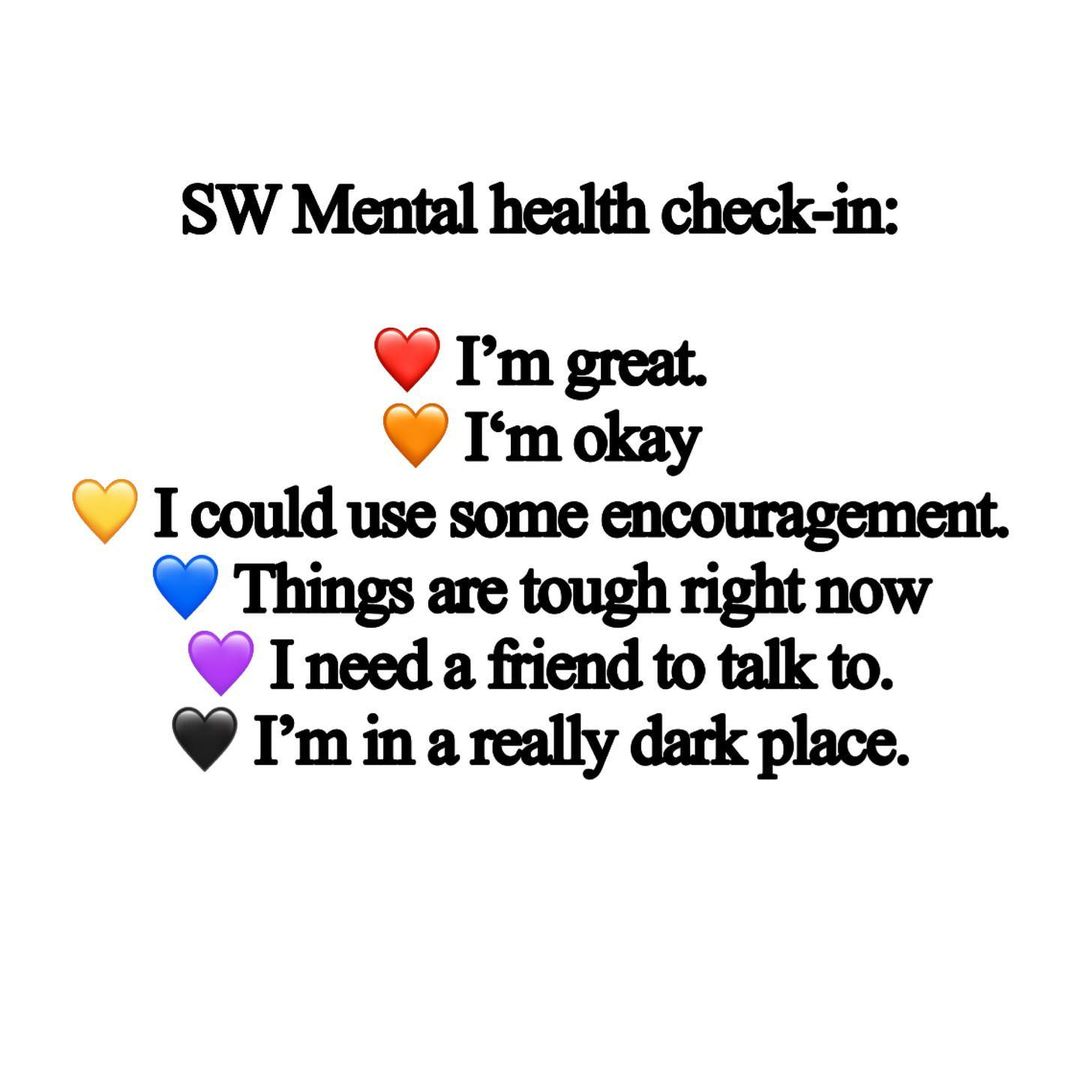 SW Mental health check-in:
❤️ I’m great.
🧡 I‘m okay
💛 I could use some encouragement.
💙 Things are tough right now
💜 I need a friend to talk to.
🖤 I’m in a really dark place.